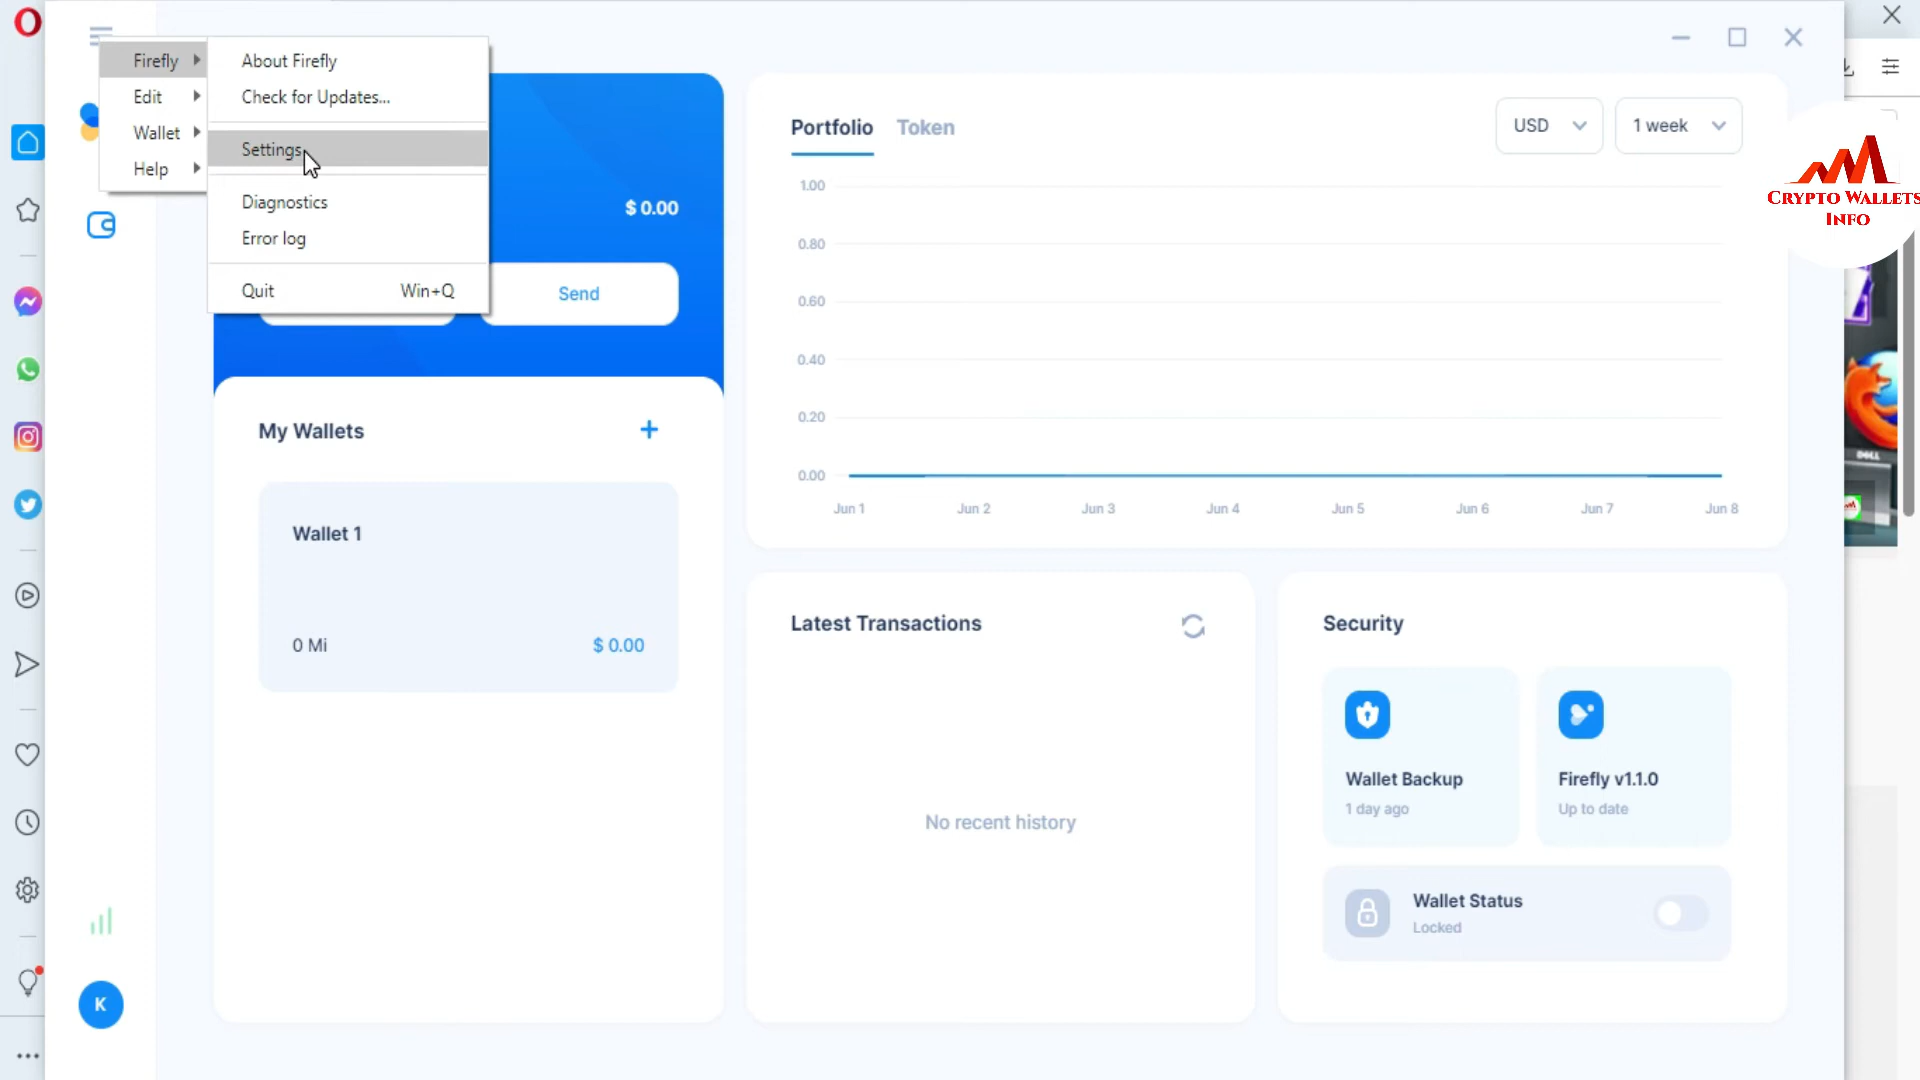 Firefly
Edit
Wallet
Help
About Firefly
Check for Updates...
Settings
Diagnostics
Error log
Quit Win+Q
$ 0.00
Send
My Wallets
Wallet 1
0 Mi $ 0.00
Portfolio Token
USD
1 week
1.00
0.80
0.60
0.40
0.20
0.00
Jun 1 Jun 2 Jun 3 Jun 4 Jun 5 Jun 6 Jun 7 Jun 8
Latest Transactions
No recent history
Security
Wallet Backup
1 day ago
Firefly v1.1.0
Up to date
Wallet Status
Locked
K
CRYPTO WALLETS
INFO
DELL